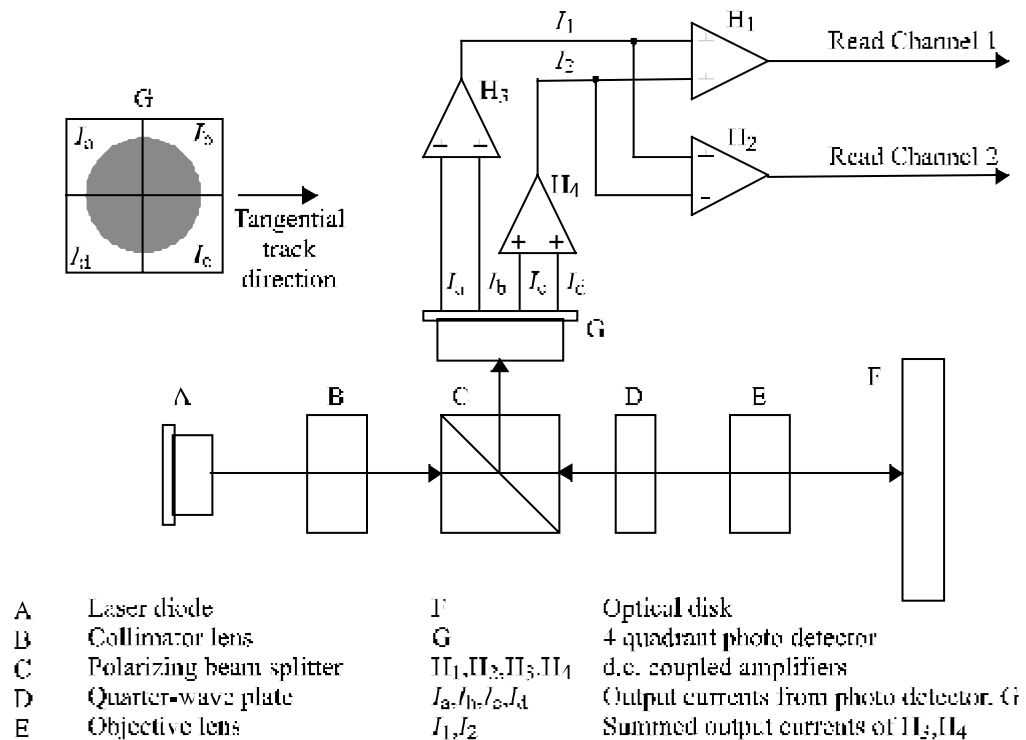 I1
H1
Read Channel 1
I2
H3
G
Ia
Ib
H2
Read Channel 2
H4
Tangential
track
direction
Id
Ic
Ia Ib Ic Id
G
F
A B C D E
A Laser diode F Optical disk
B Collimator lens G 4 quadrant photo detector
C Polarizing beam splitter H1,H2,H3,H4 d.c. coupled amplifiers
D Quarter-wave plate Ia,Ib,Ic,Id Output currents from photo detector. G
E Objective lens I1,I2 Summed output currents of H3,H4